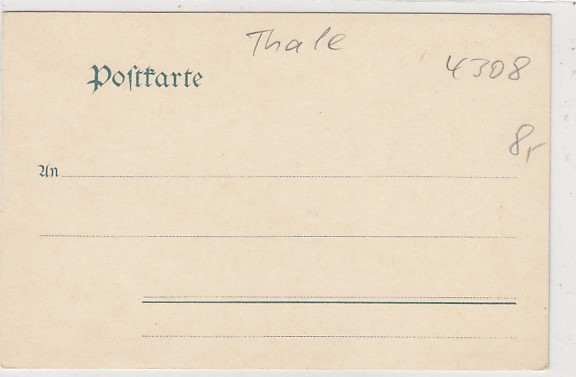 Thale
4308
Postkarte
8,-
An